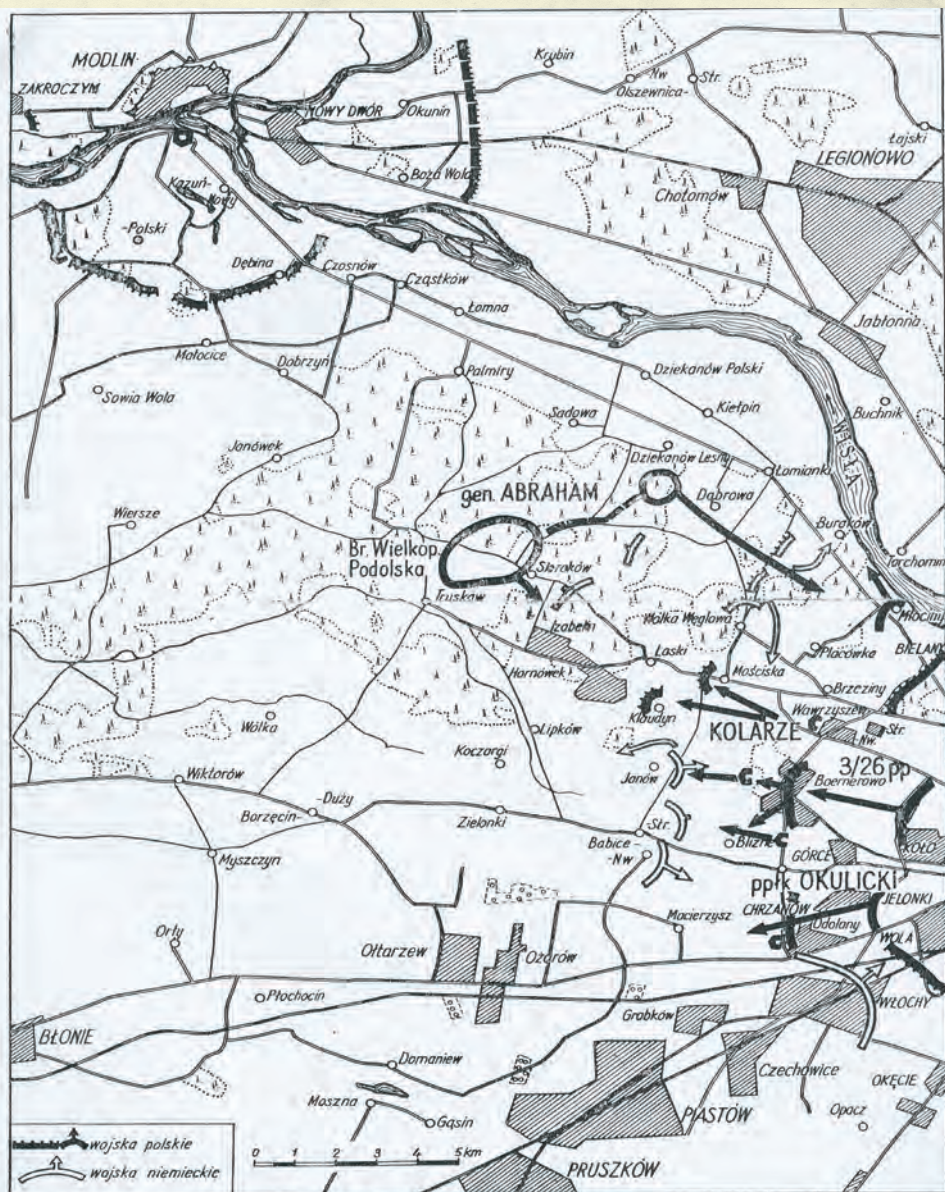 MODLIN
ZAKROCZYM
NOWY DWÓR
Okunin
Krubin
-Nw
Olszewnica-
Str.
Łajski
LEGIONOWO
Chotomów
Boża Wola
Kazuń-
-Nowy
-Polski
Dębina
Czosnów
Cząstków
Łomna
Jabłonna
Małocice
Dobrzyń
Palmiry
Dziekanów Polski
Sowia Wola
Sadowa
Kiełpin
Buchnik
WISŁA
Janówek
Dziekanów Leśny
Łomianki
gen. ABRAHAM
Dąbrowa
Wiersze
Br. Wielkop.
Podolska
Buraków
Sieraków
Tarchomin
Truskaw
Izabelin
Wólka Węglowa
Młociny
Placówka
BIELANY
Hornówek
Laski
Mościska
Brzeziny
Wawrzyszew
Klaudyn
KOLARZE
-Nw.
Str.
Wólka
Lipków
Koczargi
Janów
3/26 pp
Boernerowo
Wiktorów
-Duży
Borzęcin-
Zielonki
-Str.
Babice-
-Nw
Blizne
GÓRCE
KOŁO
Myszczyn
ppłk OKULICKI
CHRZANÓW
JELONKI
Macierzysz
Odolany
WOLA
Orły
Ołtarzew
Ożarów
Płochocin
WŁOCHY
Grabków
BŁONIE
Domaniew
Czechowice
OKĘCIE
Moszna
Gąsin
PIASTÓW
Opacz
PRUSZKÓW
wojska polskie
wojska niemieckie
0 1 2 3 4 5km